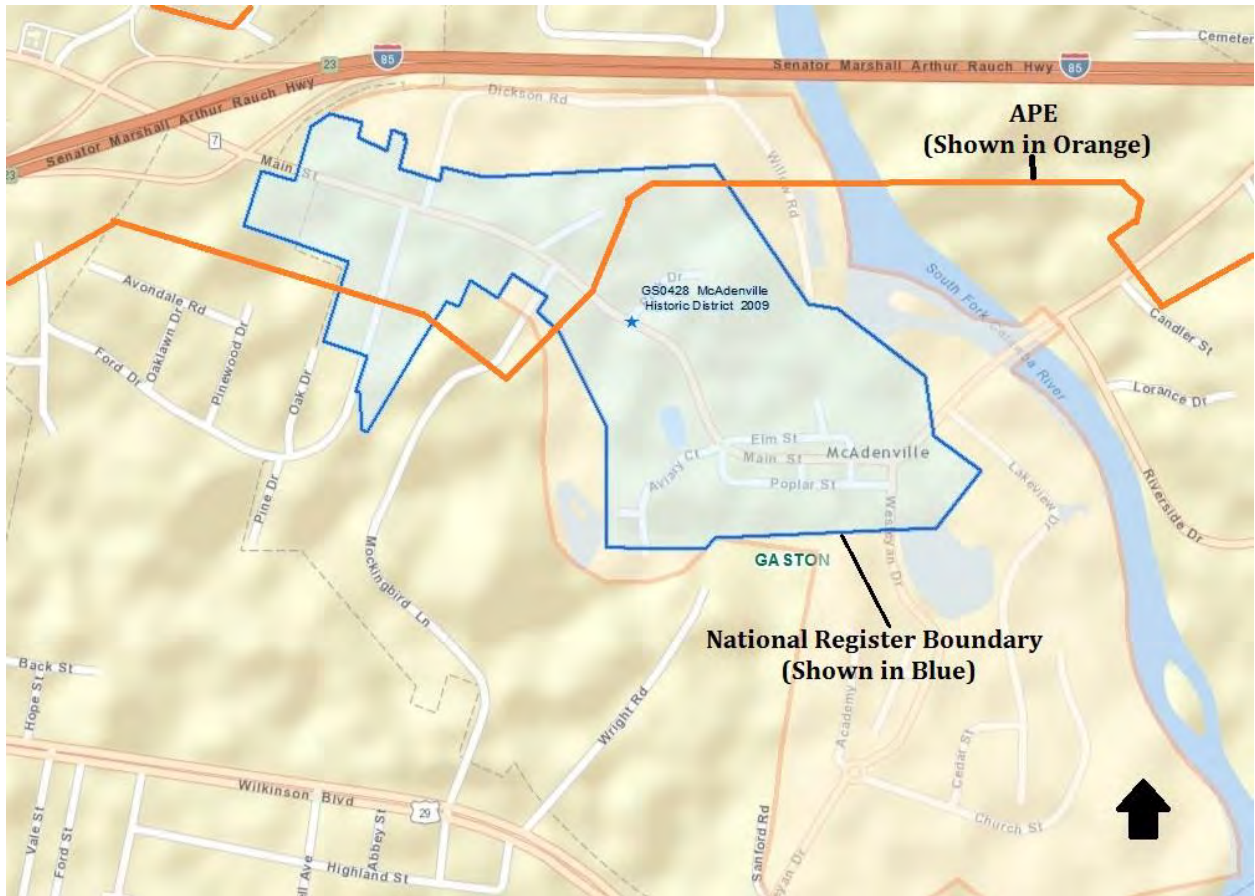 Cemeter
Senator Marshall Arthur Rauch Hwy
85
23
85
Senator Marshall Arthur Rauch Hwy
Dickson Rd
APE
(Shown in Orange)
7
23
Main St
Willow Rd
Avondale Rd
Dr
GS0428 McAdenville
Historic District 2009
South Fork Catawba River
Candler St
Ford Dr
Oaklawn Dr
Pinewood Dr
Oak Dr
Lorance Dr
Elm St
Main St
McAdenville
Aviary Ct
Poplar St
Lakeview Dr
Riverside Dr
Pine Dr
Mockingbird Ln
GASTON
Wesleyan Dr
National Register Boundary
(Shown in Blue)
Back St
Hope St
Wright Rd
Academy
Cedar St
Wilkinson Blvd
29
Vale St
Ford St
ll Ave
Abbey St
Highland St
Sanford Rd
Church St
eyan Dr